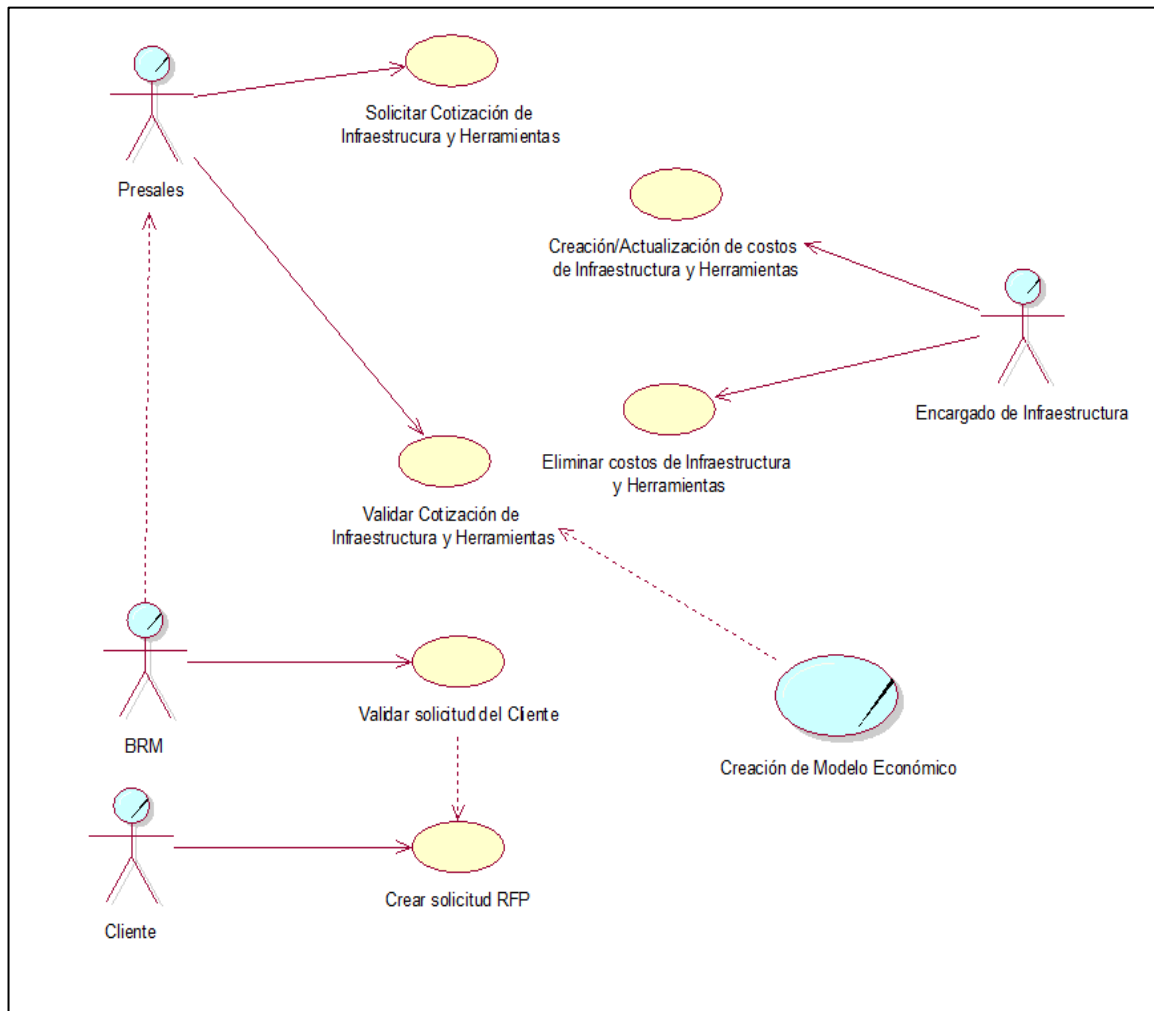 Solicitar Cotización de
Infraestrucura y Herramientas
Presales
Creación/Actualización de costos
de Infraestructura y Herramientas
Encargado de Infraestructura
Eliminar costos de Infraestructura
y Herramientas
Validar Cotización de
Infraestructura y Herramientas
Validar solicitud del Cliente
BRM
Creación de Modelo Económico
Crear solicitud RFP
Cliente